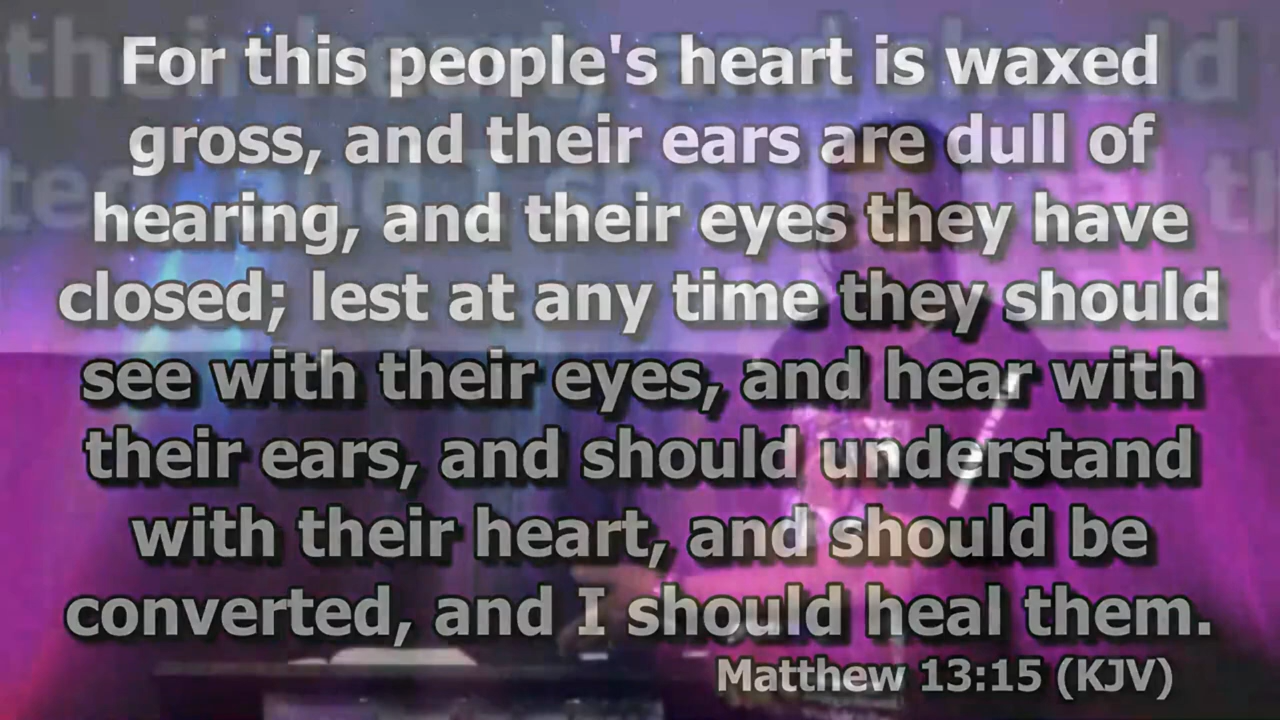 For this people's heart is waxed
gross, and their ears are dull of
hearing, and their eyes they have
closed; lest at any time they should
see with their eyes, and hear with
their ears, and should understand
with their heart, and should be
converted, and I should heal them.
Matthew 13:15 (KJV)